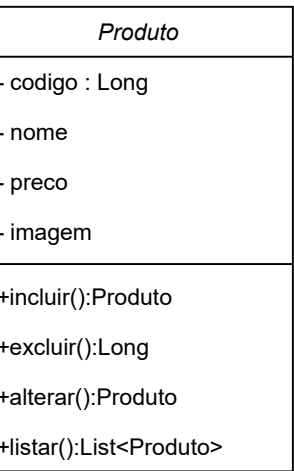 Produto
- codigo : Long
- nome
- preco
- imagem
+incluir():Produto
+excluir():Long
+alterar():Produto
+listar():List<Produto>